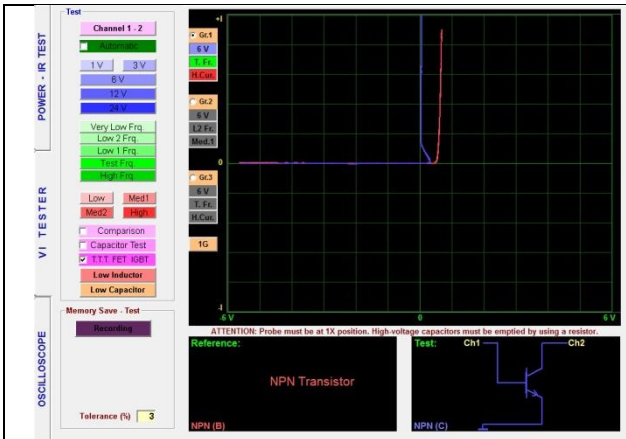 POWER - IR TEST
VI TESTER
OSCILLOSCOPE
Test
Channel 1 - 2
Automatic
1 V
3 V
6 V
12 V
24 V
Very Low Frq.
Low 2 Frq.
Low 1 Frq.
Test Frq.
High Frq.
Low
Med1
Med2
High
Comparison
Capacitor Test
T.T.T. FET IGBT
Low Inductor
Low Capacitor
Memory Save - Test
Recording
Tolerance (%) 3
Gr.1
6 V
T. Fr.
H.Cur.
Gr.2
6 V
L2 Fr.
Med.1
Gr.3
6 V
T. Fr.
H.Cur.
1G
+I
0
-I
-6 V
0
6 V
ATTENTION: Probe must be at 1X position. High-voltage capacitors must be emptied by using a resistor.
Reference:
NPN Transistor
NPN (B)
Test:
Ch1
Ch2
NPN (C)